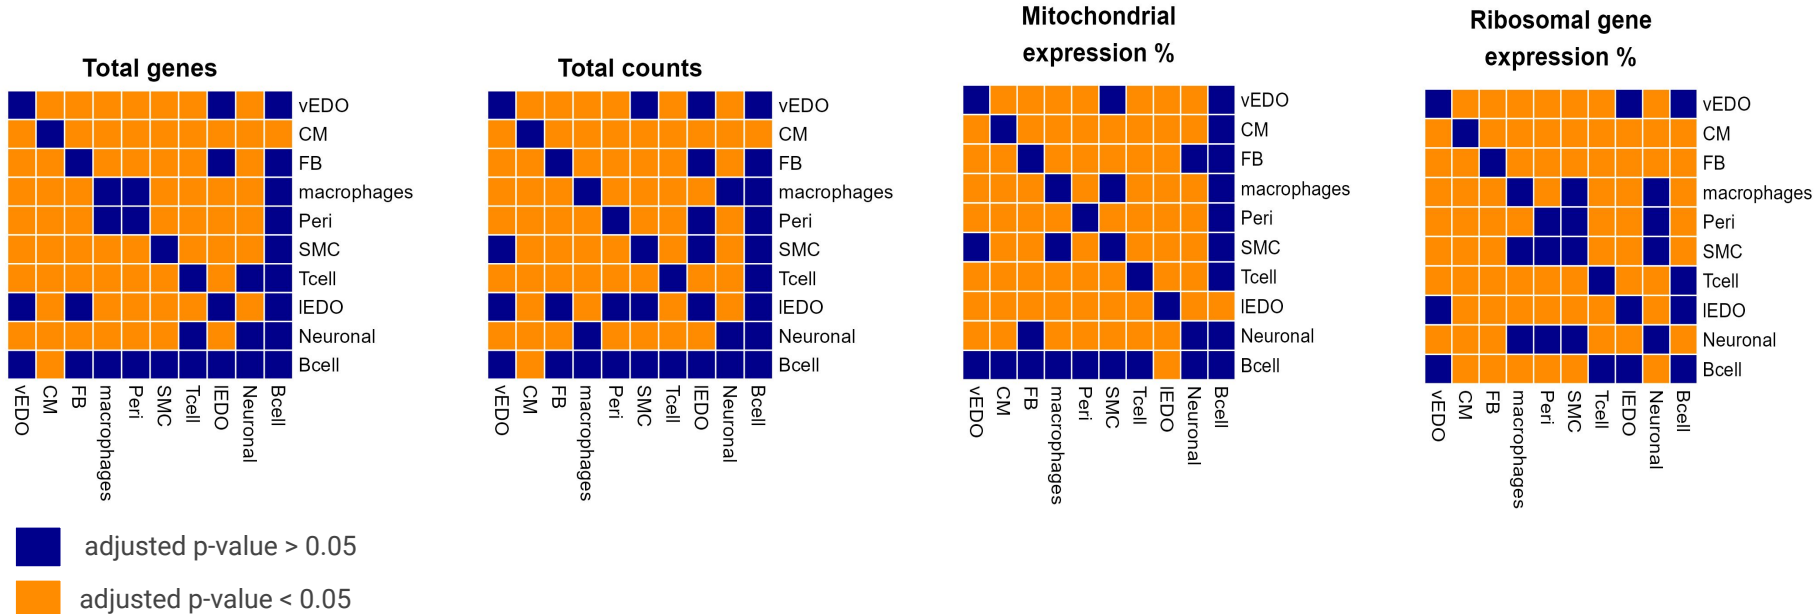 Total genes
vEDO
CM
FB
macrophages
Peri
SMC
Tcell
lEDO
Neuronal
Bcell
vEDO
CM
FB
macrophages
Peri
SMC
Tcell
lEDO
Neuronal
Bcell
Total counts
vEDO
CM
FB
macrophages
Peri
SMC
Tcell
lEDO
Neuronal
Bcell
vEDO
CM
FB
macrophages
Peri
SMC
Tcell
lEDO
Neuronal
Bcell
Mitochondrial
expression %
vEDO
CM
FB
macrophages
Peri
SMC
Tcell
lEDO
Neuronal
Bcell
vEDO
CM
FB
macrophages
Peri
SMC
Tcell
lEDO
Neuronal
Bcell
Ribosomal gene
expression %
vEDO
CM
FB
macrophages
Peri
SMC
Tcell
lEDO
Neuronal
Bcell
vEDO
CM
FB
macrophages
Peri
SMC
Tcell
lEDO
Neuronal
Bcell
adjusted p-value > 0.05
adjusted p-value < 0.05